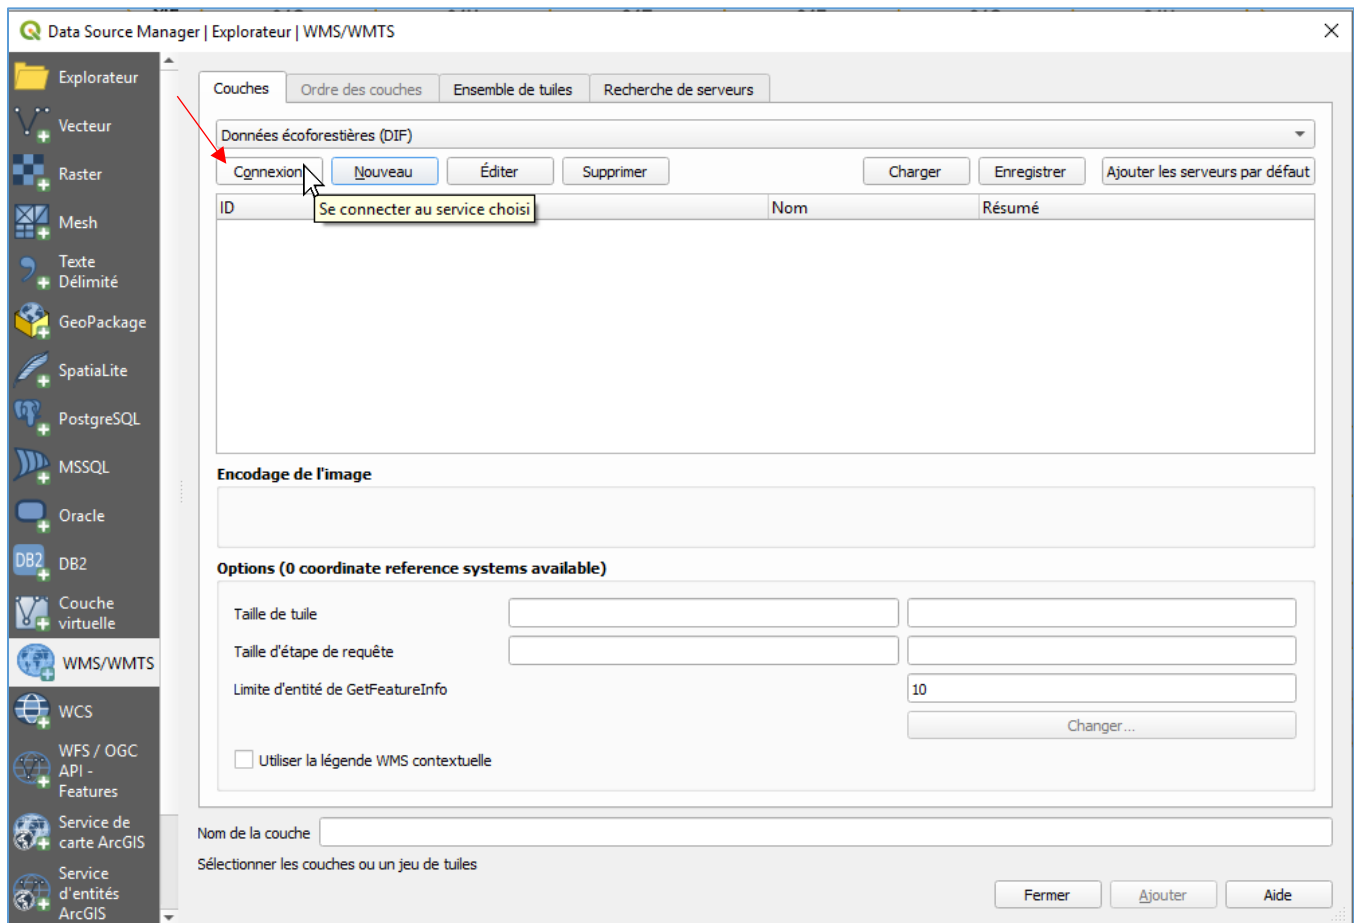 Data Source Manager | Explorateur | WMS/WMTS
Explorateur
Vecteur
Raster
Mesh
Texte
Délimité
GeoPackage
SpatiaLite
PostgreSQL
MSSQL
Oracle
DB2
DB2
Couche
virtuelle
WMS/WMTS
WCS
WFS / OGC
API -
Features
Service de
carte ArcGIS
Service
d'entités
ArcGIS
Couches Ordre des couches Ensemble de tuiles Recherche de serveurs
Données écoforestières (DIF)
Connexion Nouveau Éditer Supprimer Charger Enregistrer Ajouter les serveurs par défaut
Se connecter au service choisi
ID Nom Résumé
Encodage de l'image
Options (0 coordinate reference systems available)
Taille de tuile
Taille d'étape de requête
Limite d'entité de GetFeatureInfo 10
Changer...
Utiliser la légende WMS contextuelle
Nom de la couche
Sélectionner les couches ou un jeu de tuiles
Fermer Ajouter Aide